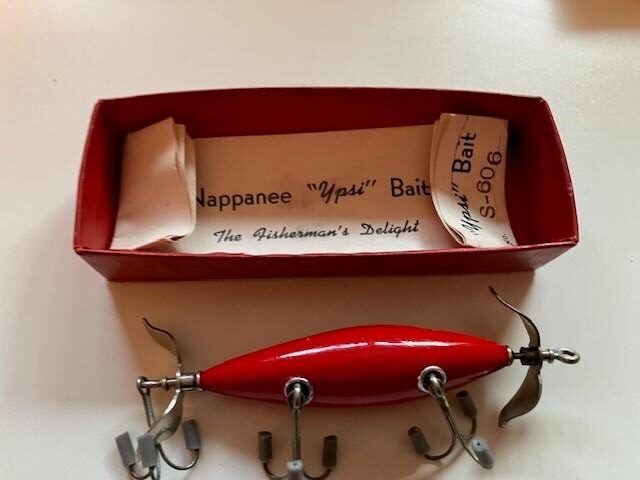 Nappanee "Ypsi" Bait
The Fisherman's Delight
"Ypsi" Bait
S-606